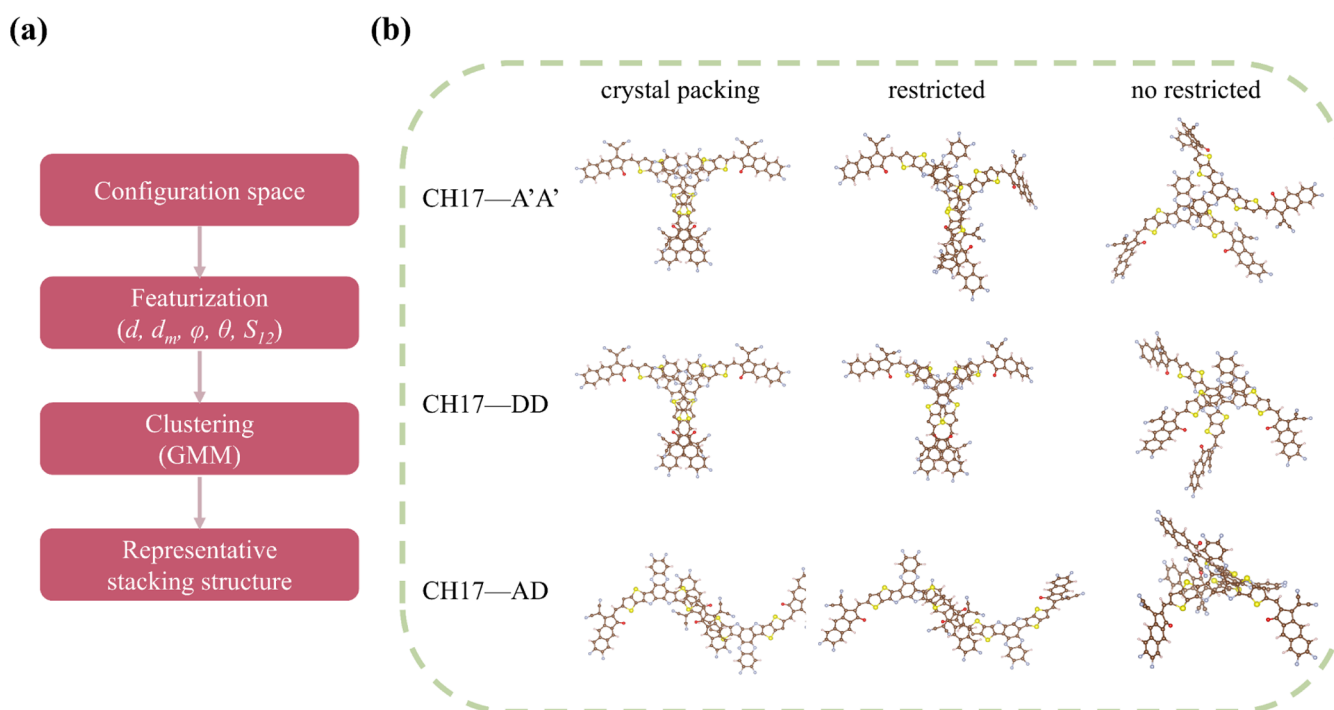 (a)
Configuration space
Featurization
(d, dm, φ, θ, S12)
Clustering
(GMM)
Representative
stacking structure
(b)
crystal packing restricted no restricted
CH17—A’A’
CH17—DD
CH17—AD